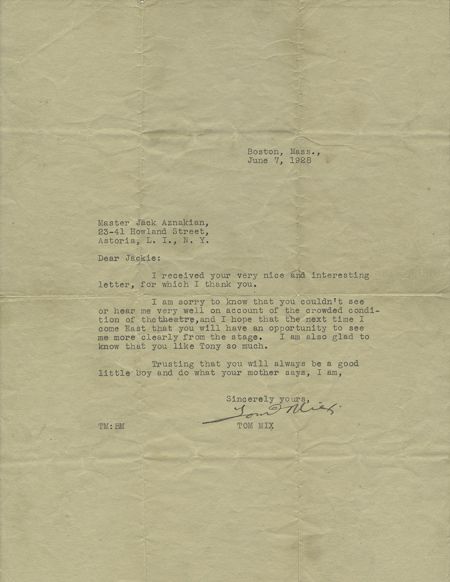 Boston, Mass.,
June 7, 1928
Master Jack Aznakian,
23-41 Howland Street,
Astoria, L. I., N. Y.
Dear Jackie:
I received your very nice and interesting
letter, for which I thank you.
I am sorry to know that you couldn't see
or hear me very well on account of the crowded condi-
tion of thetheatre,and I hope that the next time I
come East that you will have an opportunity to see
me more clearly from the stage. I am also glad to
know that you like Tony so much.
Trusting that you will always be a good
little boy and do what your mother says, I am,
Sincerely yours,
Tom Mix.
TM:BM TOM MIX